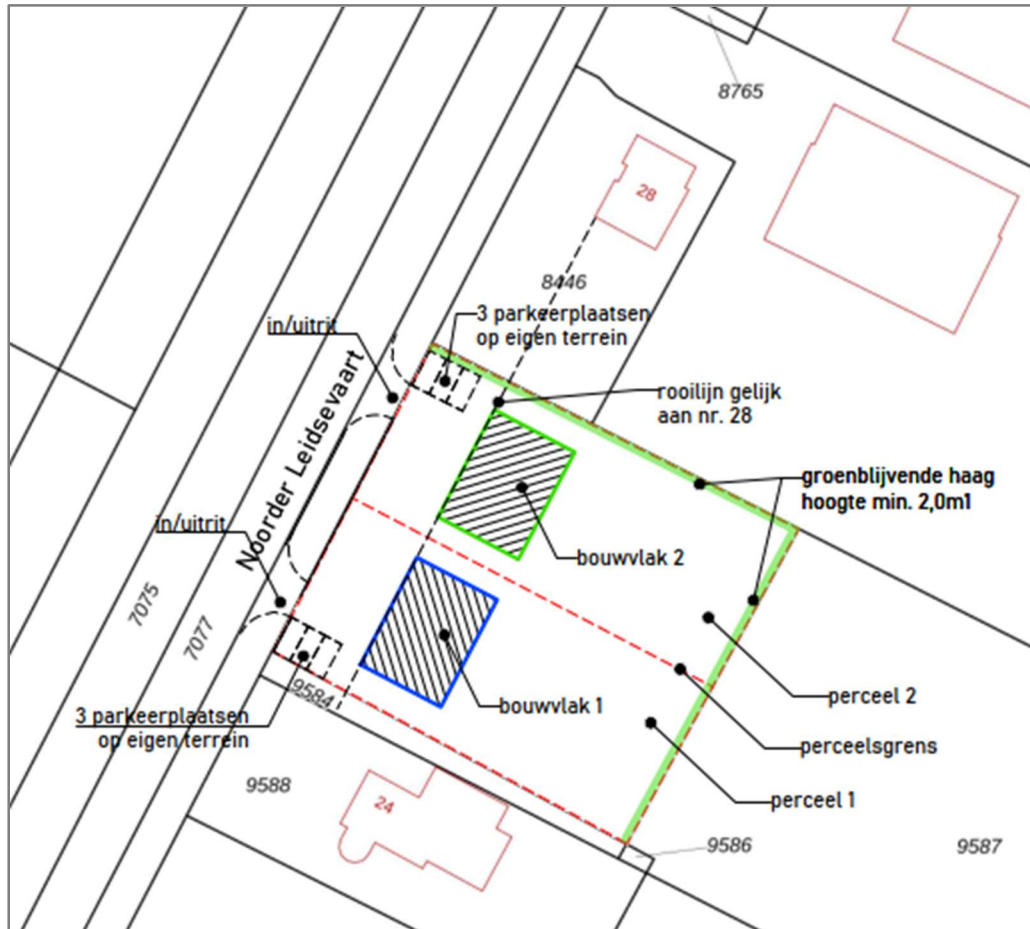 8765
28
8446
3 parkeerplaatsen
op eigen terrein
in/uitrit
rooilijn gelijk
aan nr. 28
Noorder Leidsevaart
groenblijvende haag
hoogte min. 2,0m1
in/uitrit
bouwvlak 2
7075
7077
9584
bouwvlak 1
perceel 2
3 parkeerplaatsen
op eigen terrein
perceelsgrens
9588
24
perceel 1
9586
9587